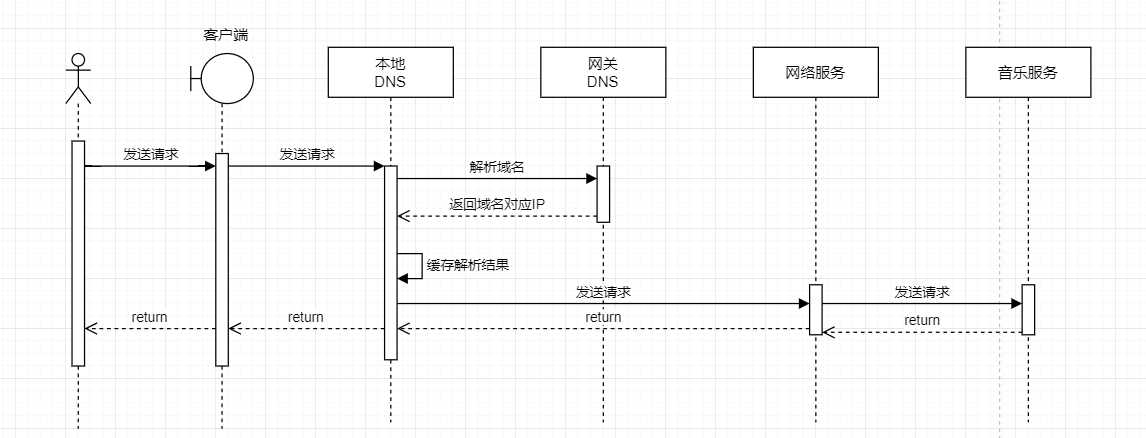 客户端
本地
DNS
网关
DNS
网络服务
音乐服务
发送请求
发送请求
解析域名
返回域名对应IP
缓存解析结果
发送请求
发送请求
return
return
return
return